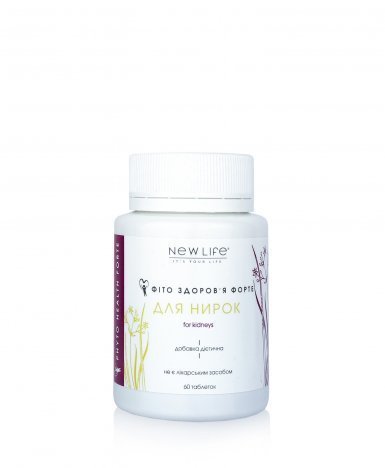 NEW LIFE®
IT'S YOUR LIFE
ФІТО ЗДОРОВ'Я ФОРТЕ
ДЛЯ НИРОК
for kidneys
добавка дієтична
не є лікарським засобом
60 таблеток
PHYTO HEALTH FORTE